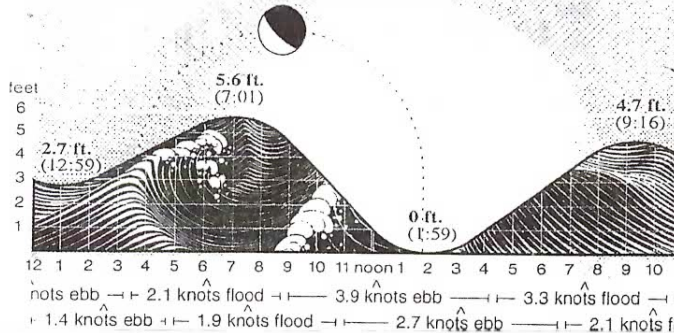 5.6 ft.
(7:01)
feet
6
5
4
3
2
1
2.7 ft.
(12:59)
4.7 ft.
(9:16)
0 ft.
(1:59)
12 1 2 3 4 5 6 7 8 9 10 11 noon 1 2 3 4 5 6 7 8 9 10
nots ebb 2.1 knots flood 3.9 knots ebb 3.3 knots flood
1.4 knots ebb 1.9 knots flood 2.7 knots ebb 2.1 knots f